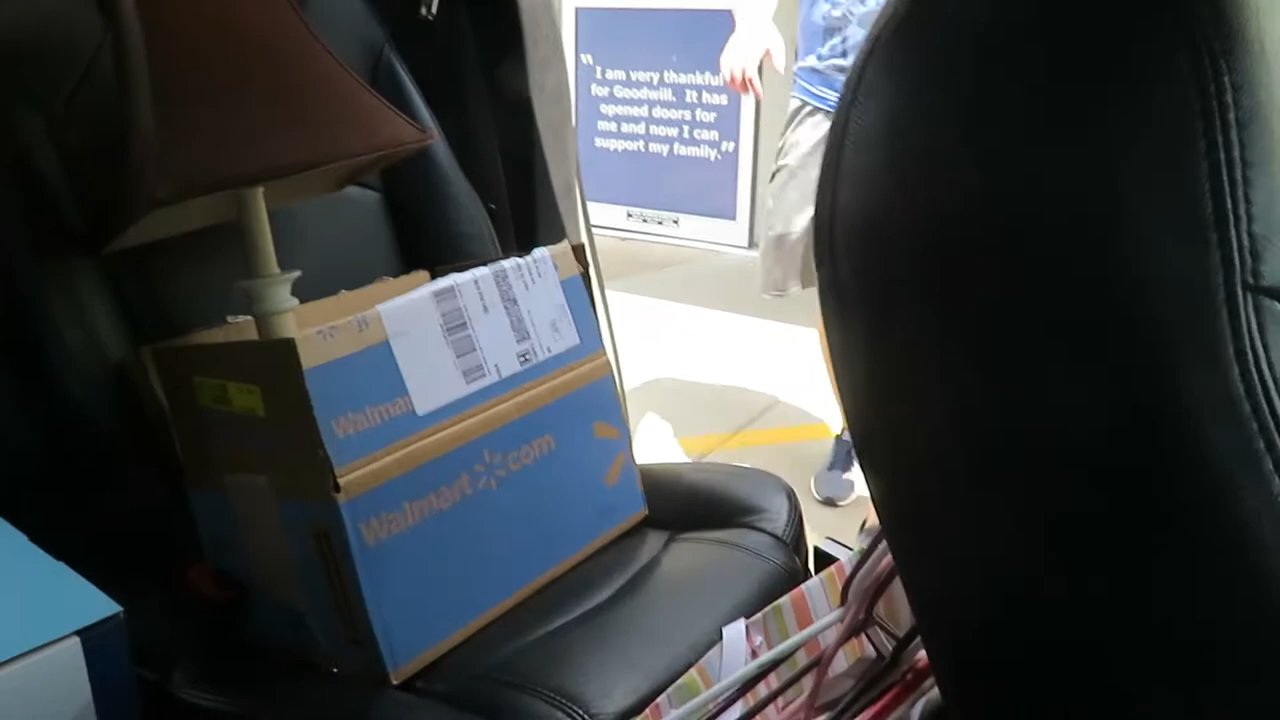 “I am very thankful
for Goodwill. It has
opened doors for
me and now I can
support my family.”
Walmar
Walmart com
H